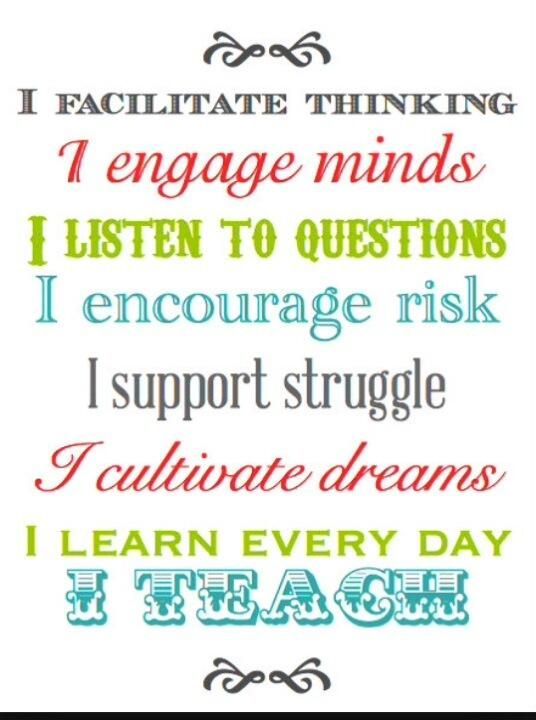 I FACILITATE THINKING
I engage minds
I LISTEN TO QUESTIONS
I encourage risk
I support struggle
I cultivate dreams
I LEARN EVERY DAY
I TEACH